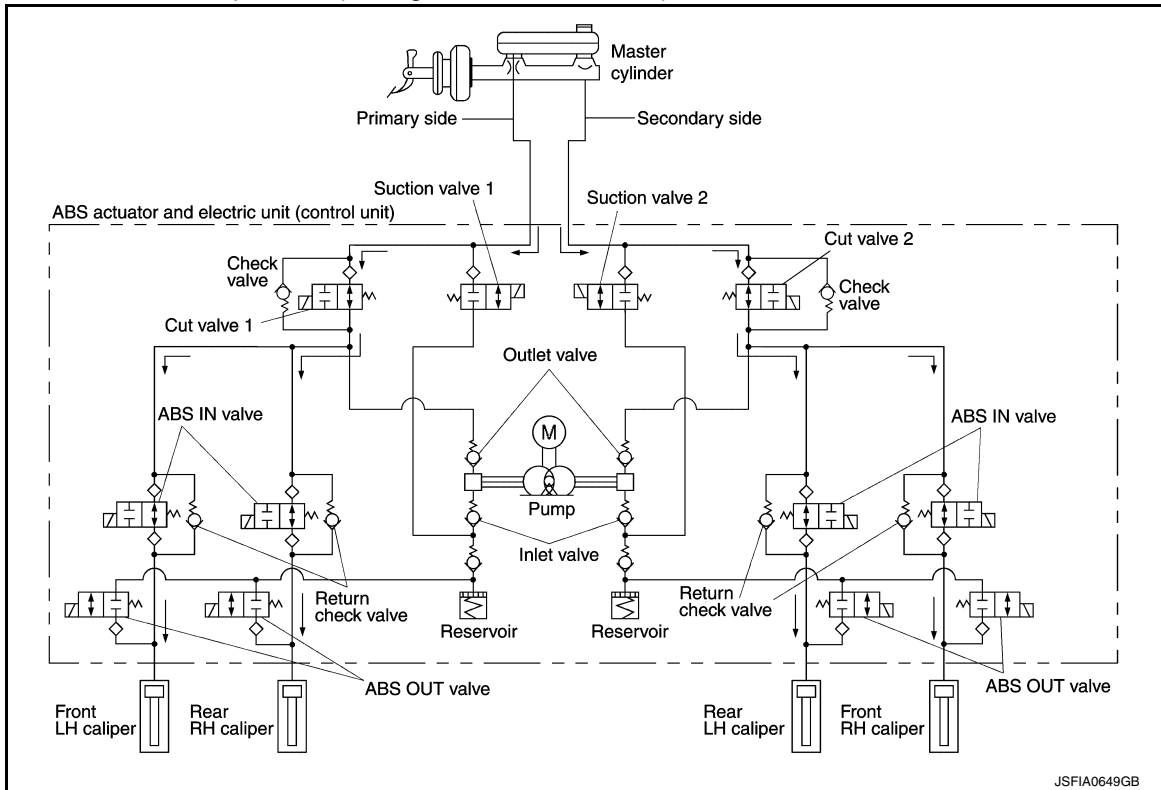 Master
cylinder
Primary side
Secondary side
Suction valve 1
Suction valve 2
ABS actuator and electric unit (control unit)
Cut valve 2
Check
valve
Check
valve
Cut valve 1
Outlet valve
ABS IN valve
ABS IN valve
M
Pump
Inlet valve
Return
check valve
Return
check valve
Reservoir
Reservoir
ABS OUT valve
ABS OUT valve
Front
LH caliper
Rear
RH caliper
Rear
LH caliper
Front
RH caliper
JSFIA0649GB